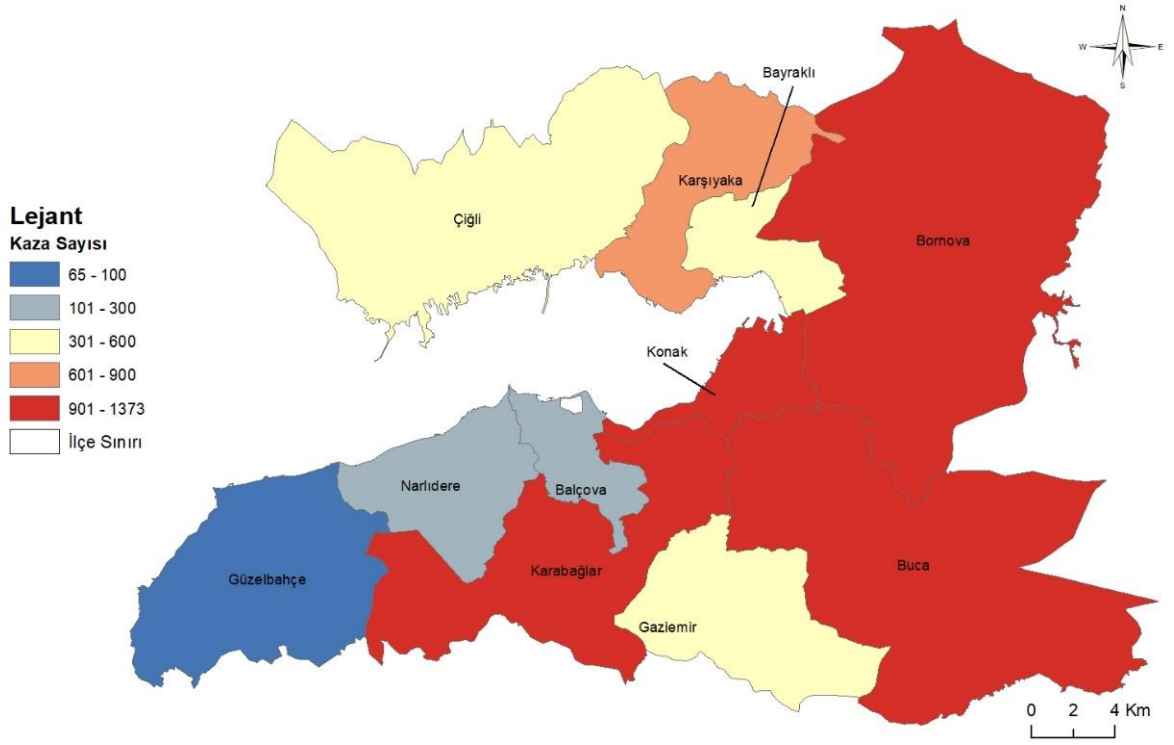 N
W
E
S
Bayraklı
Karşıyaka
Çiğli
Bornova
Lejant
Kaza Sayısı
65 - 100
101 - 300
301 - 600
601 - 900
901 - 1373
İlçe Sınırı
Konak
Narlıdere
Balçova
Güzelbahçe
Karabağlar
Buca
Gaziemir
0 2 4 Km